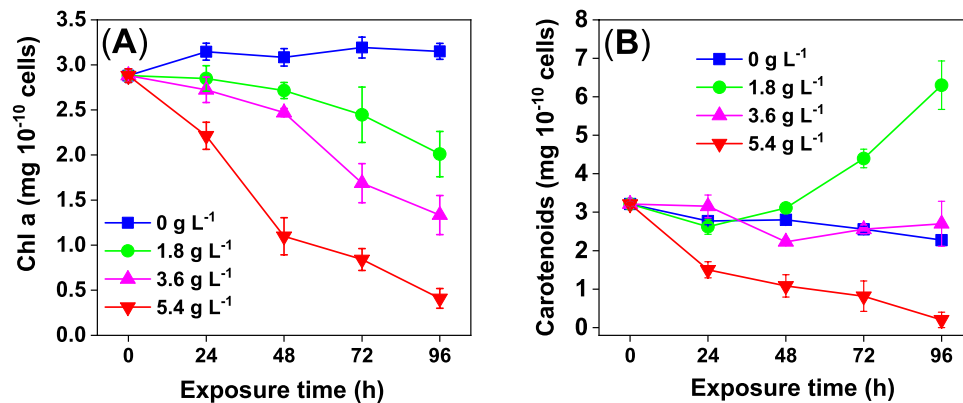 (A)
Chl a (mg 10⁻¹⁰ cells)
3.5
3.0
2.5
2.0
1.5
1.0
0.5
0.0
0 g L⁻¹
1.8 g L⁻¹
3.6 g L⁻¹
5.4 g L⁻¹
0 24 48 72 96
Exposure time (h)
(B)
Carotenoids (mg 10⁻¹⁰ cells)
8
7
6
5
4
3
2
1
0
0 g L⁻¹
1.8 g L⁻¹
3.6 g L⁻¹
5.4 g L⁻¹
0 24 48 72 96
Exposure time (h)